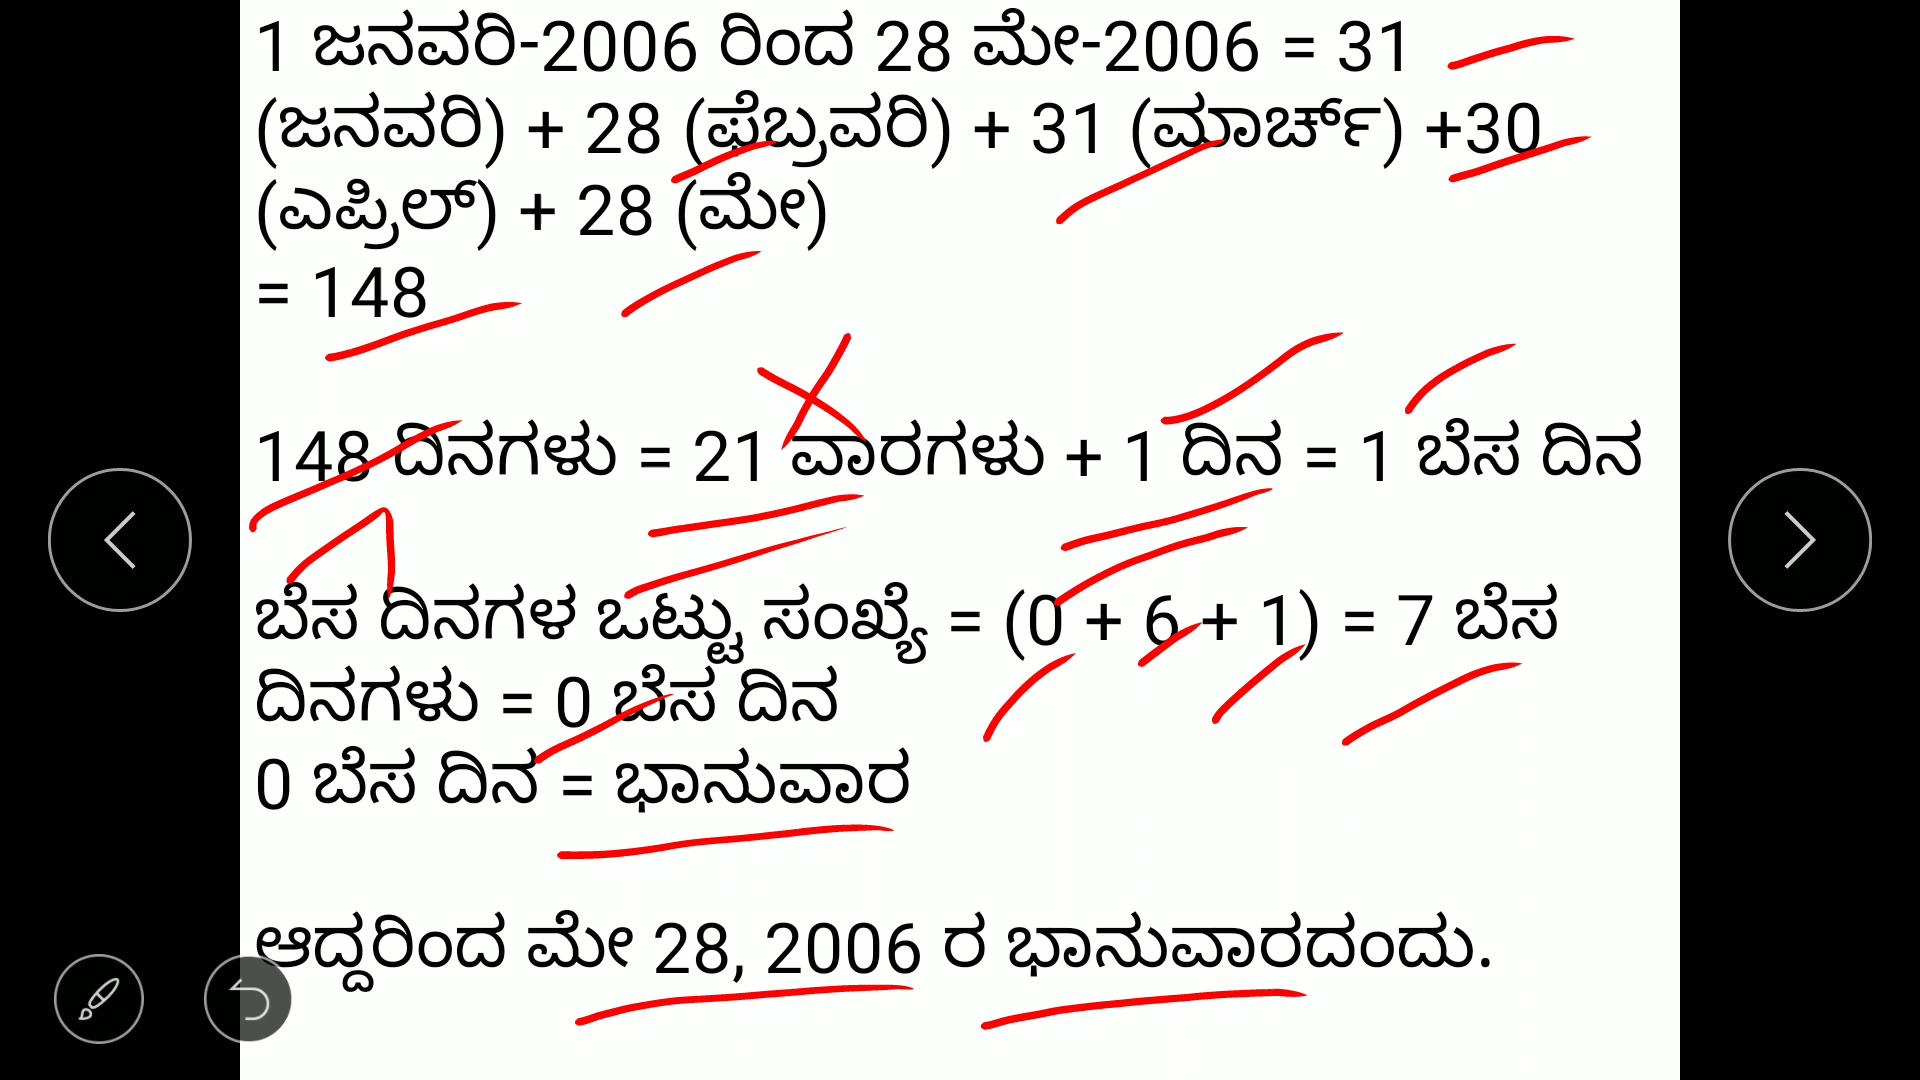 1 ಜನವರಿ-2006 ರಿಂದ 28 ಮೇ-2006 = 31
(ಜನವರಿ) + 28 (ಫೆಬ್ರವರಿ) + 31 (ಮಾರ್ಚ್) +30
(ಎಪ್ರಿಲ್) + 28 (ಮೇ)
= 148
148 ದಿನಗಳು = 21 ವಾರಗಳು + 1 ದಿನ = 1 ಬೆಸ ದಿನ
ಬೆಸ ದಿನಗಳ ಒಟ್ಟು ಸಂಖ್ಯೆ = (0 + 6 + 1) = 7 ಬೆಸ
ದಿನಗಳು = 0 ಬೆಸ ದಿನ
0 ಬೆಸ ದಿನ = ಭಾನುವಾರ
ಆದ್ದರಿಂದ ಮೇ 28, 2006 ರ ಭಾನುವಾರದಂದು.